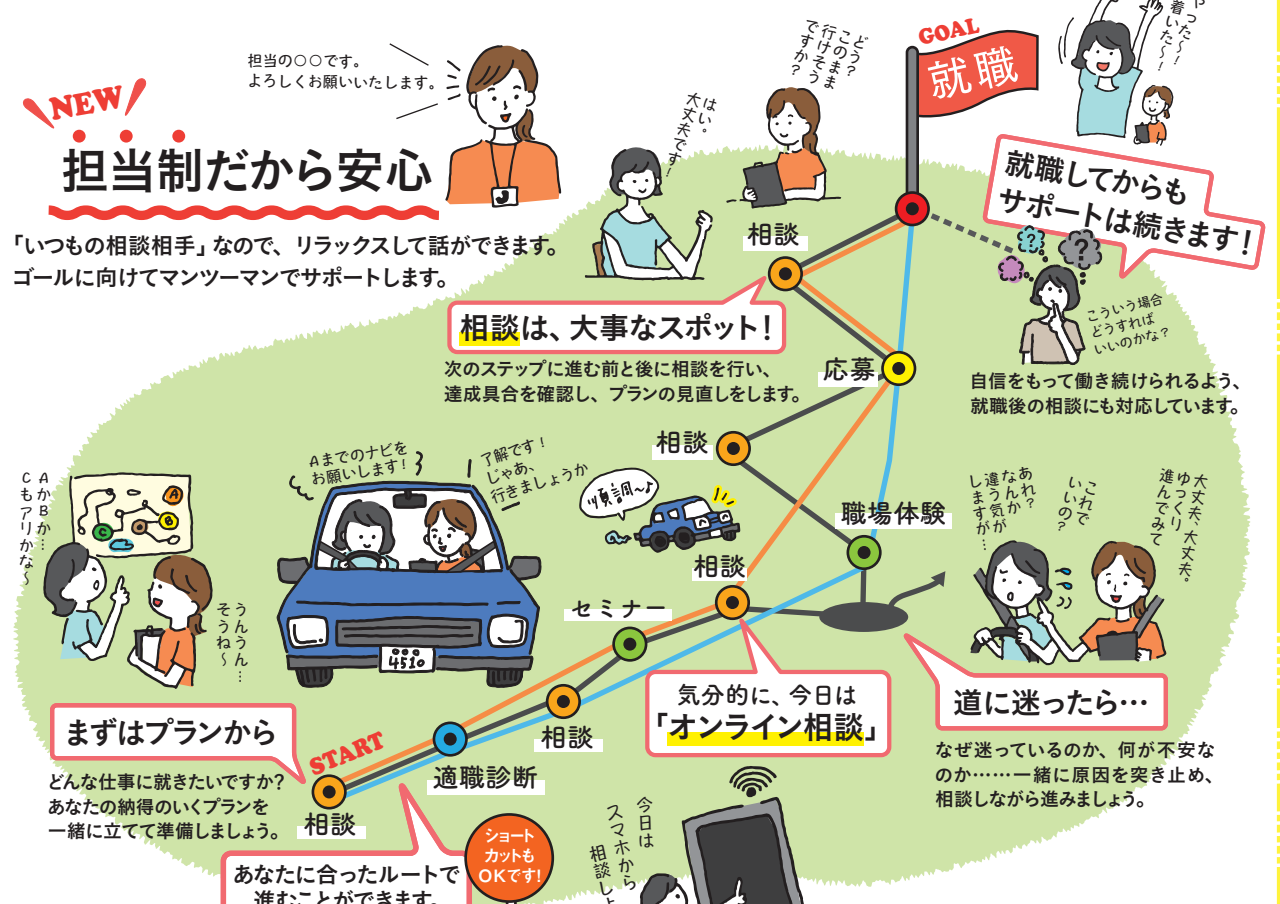 担当の○○です。
よろしくお願いいたします。
NEW
担当制だから安心
「いつもの相談相手」なので、リラックスして話ができます。
ゴールに向けてマンツーマンでサポートします。
はい。
大丈夫です!
どう?
このまま
行けそう
ですか?
GOAL
就職
やった〜!
着いた〜!
就職してからも
サポートは続きます!
?
?
こういう場合
どうすれば
いいのかな?
自信をもって働き続けられるよう、
就職後の相談にも対応しています。
相談
相談は、大事なスポット!
次のステップに進む前と後に相談を行い、
達成具合を確認し、プランの見直しをします。
応募
相談
職場体験
順調〜♪
相談
セミナー
Aまでのナビを
お願いします!
了解です!
じゃあ、
行きましょうか
4510
AかBか…
CもアリかなA〜
A
B
C
うんうん…
そうね〜
あれ?
なんか
違う気が
しますが…
これで
いいの?
大丈夫、大丈夫。
ゆっくり
進んでみて
道に迷ったら…
なぜ迷っているのか、何が不安な
のか……一緒に原因を突き止め、
相談しながら進みましょう。
気分的に、今日は
「オンライン相談」
まずはプランから
どんな仕事に就きたいですか?
あなたの納得のいくプランを
一緒に立てて準備しましょう。
START
相談
適職診断
相談
あなたに合ったルートで
進むことができます。
ショート
カットも
OKです!
今日は
スマホから
相談しよ